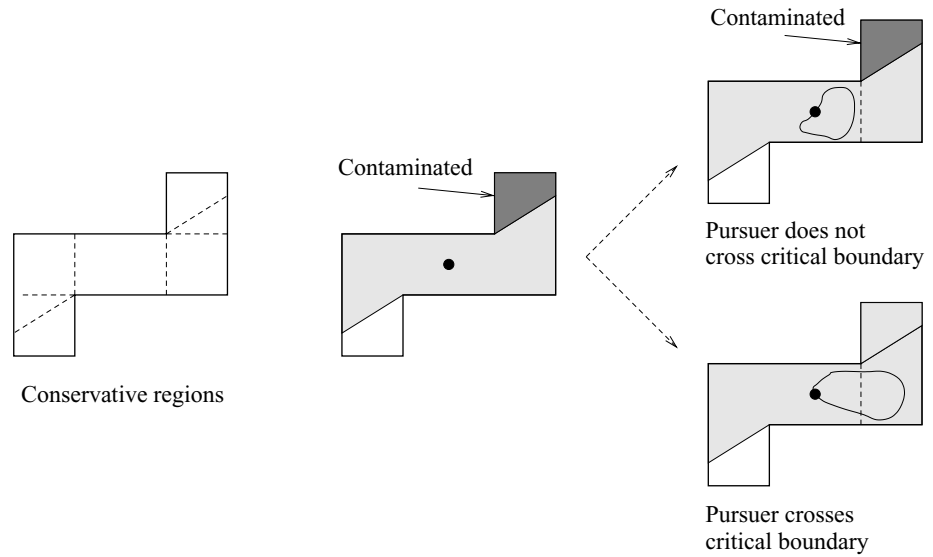 Contaminated
Contaminated
Pursuer does not
cross critical boundary
Conservative regions
Pursuer crosses
critical boundary